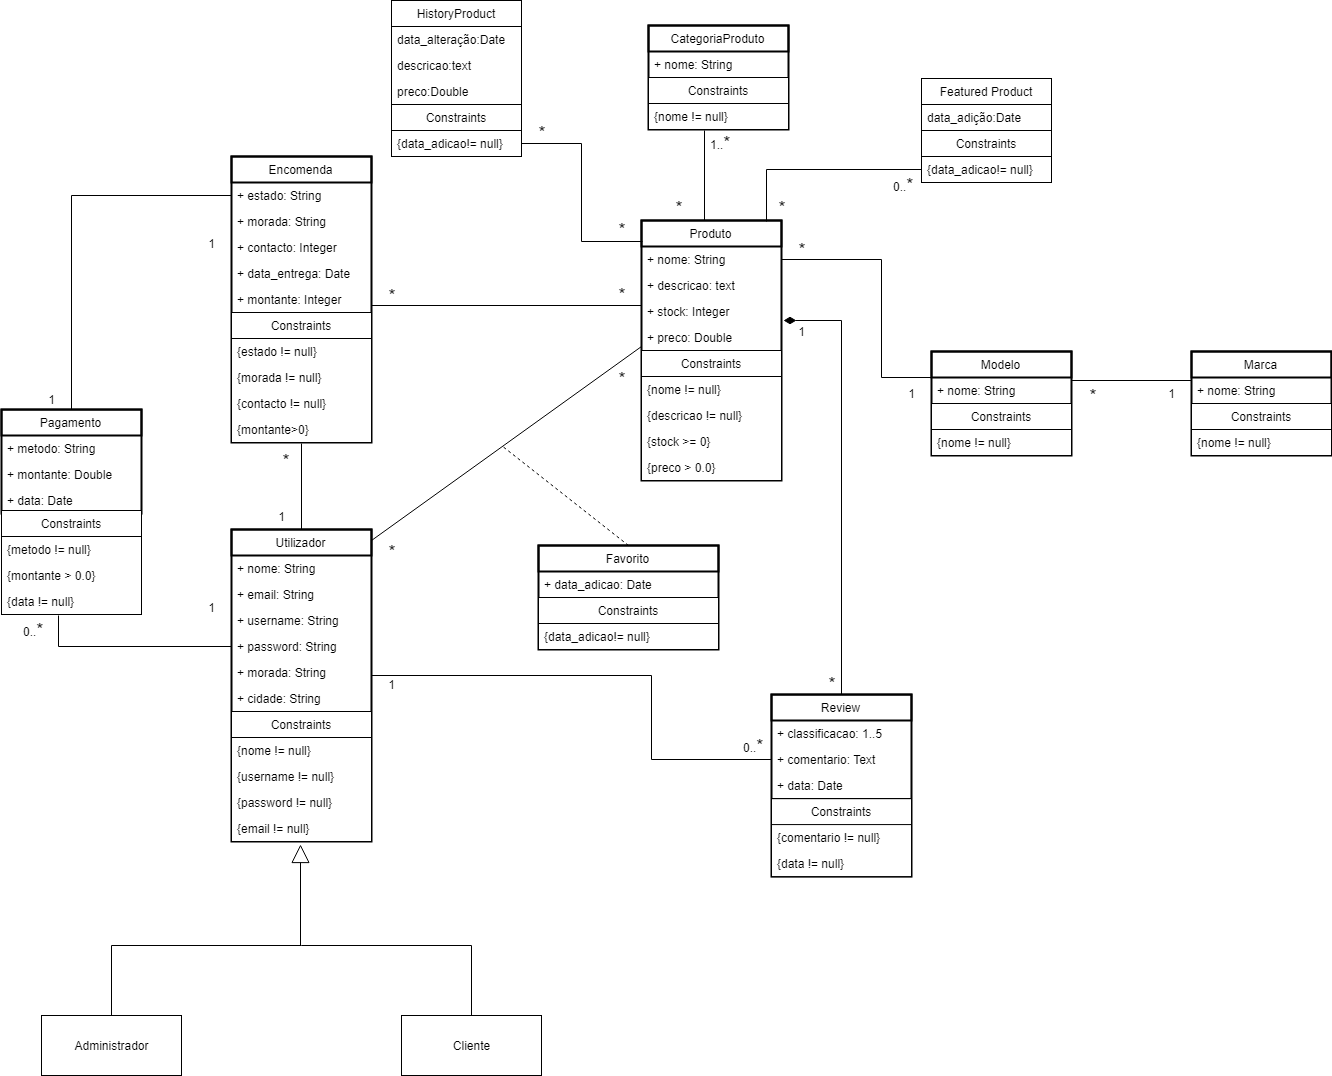 HistoryProduct
data_alteração:Date
descricao:text
preco:Double
Constraints
{data_adicao!= null}
*
*
CategoriaProduto
+ nome: String
Constraints
{nome != null}
1..*
*
Featured Product
data_adição:Date
Constraints
{data_adicao!= null}
0..*
*
Encomenda
+ estado: String
+ morada: String
+ contacto: Integer
+ data_entrega: Date
+ montante: Integer
Constraints
{estado != null}
{morada != null}
{contacto != null}
{montante>0}
1
1
*
*
*
1
Produto
+ nome: String
+ descricao: text
+ stock: Integer
+ preco: Double
Constraints
{nome != null}
{descricao != null}
{stock >= 0}
{preco > 0.0}
*
1
*
*
1
Modelo
+ nome: String
Constraints
{nome != null}
*
1
Marca
+ nome: String
Constraints
{nome != null}
Pagamento
+ metodo: String
+ montante: Double
+ data: Date
Constraints
{metodo != null}
{montante > 0.0}
{data != null}
0..*
1
Utilizador
+ nome: String
+ email: String
+ username: String
+ password: String
+ morada: String
+ cidade: String
Constraints
{nome != null}
{username != null}
{password != null}
{email != null}
*
1
Favorito
+ data_adicao: Date
Constraints
{data_adicao!= null}
*
0..*
Review
+ classificacao: 1..5
+ comentario: Text
+ data: Date
Constraints
{comentario != null}
{data != null}
Administrador
Cliente